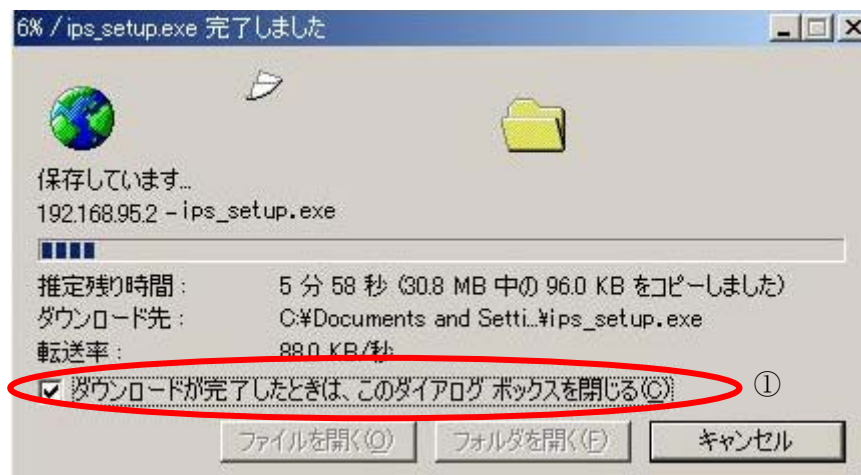 6% / ips_setup.exe 完了しました
保存しています...
192.168.95.2 - ips_setup.exe
推定残り時間 : 5 分 58 秒 (30.8 MB 中の 96.0 KB をコピーしました)
ダウンロード先 : C:¥Documents and Setti...¥ips_setup.exe
転送率 : 88.0 KB/秒
ダウンロードが完了したときは、このダイアログ ボックスを閉じる(C) ①
ファイルを開く(O) フォルダを開く(F) キャンセル